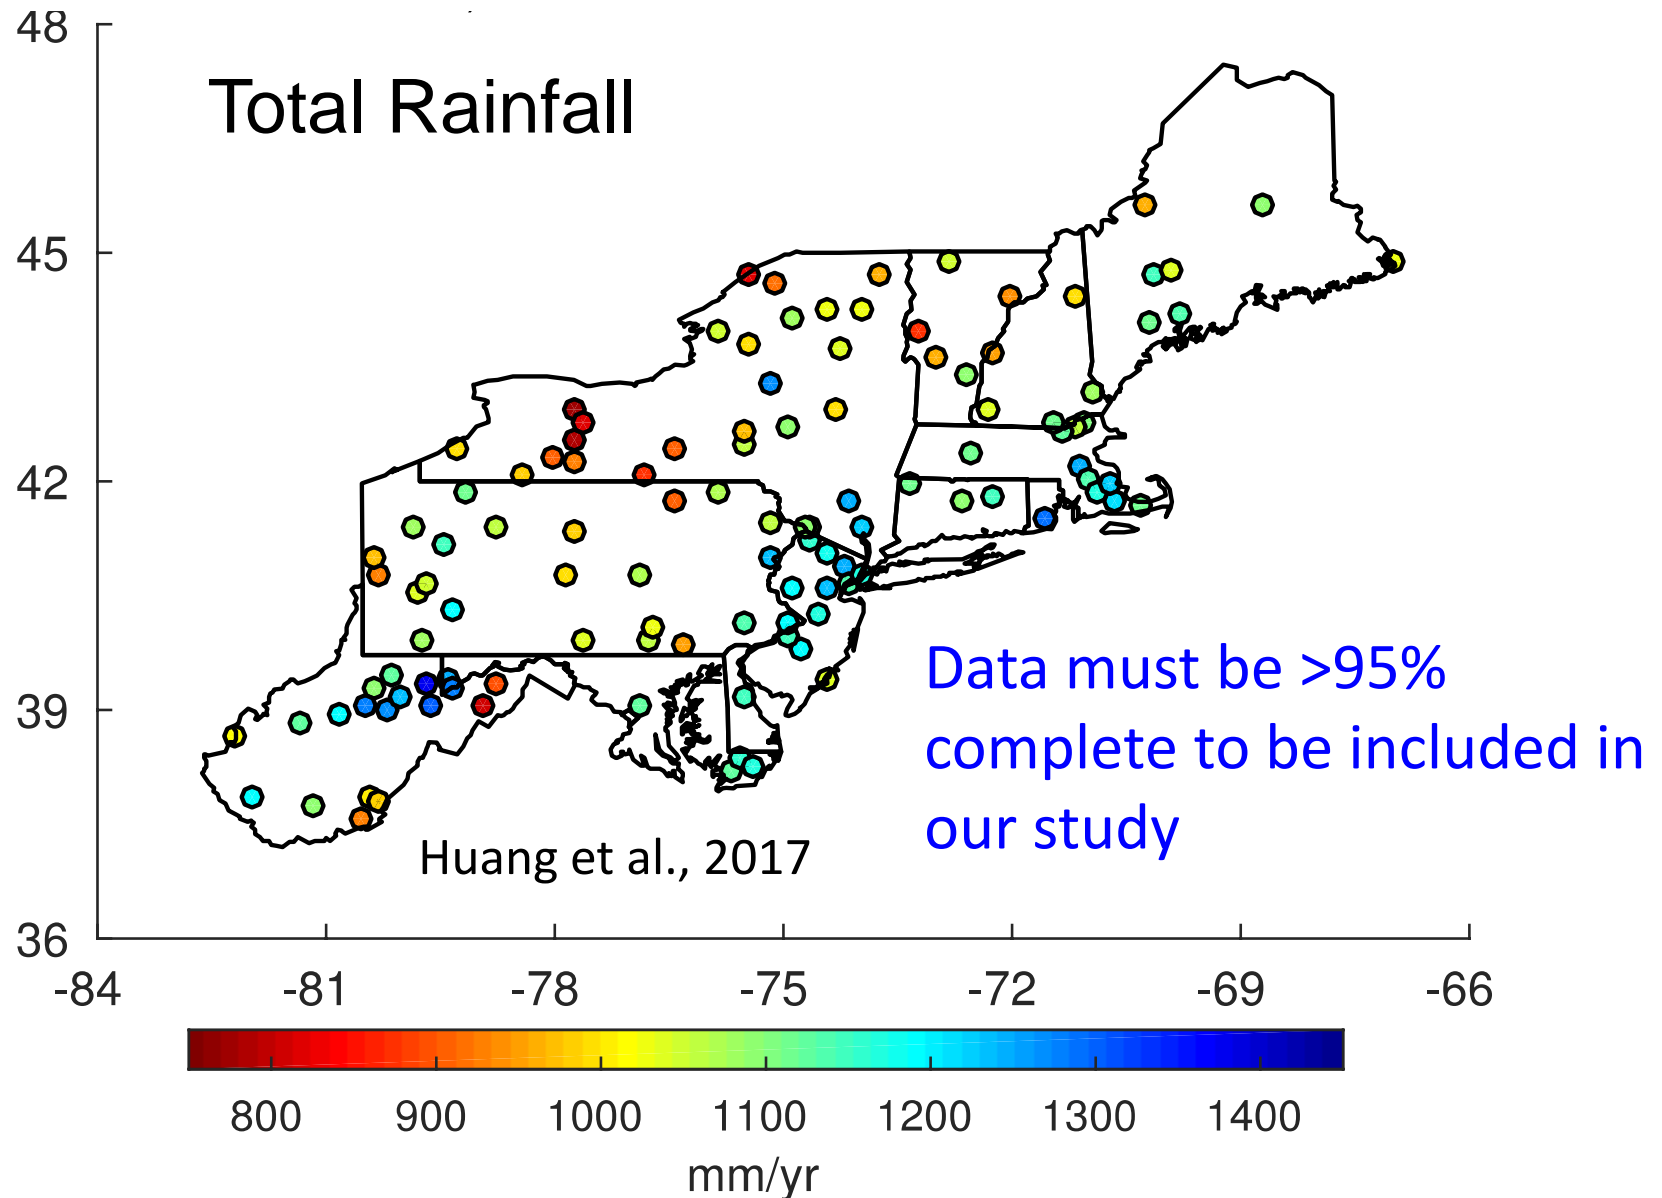 48
Total Rainfall
45
42
39
Data must be >95%
complete to be included in
our study
Huang et al., 2017
36
-84 -81 -78 -75 -72 -69 -66
800 900 1000 1100 1200 1300 1400
mm/yr